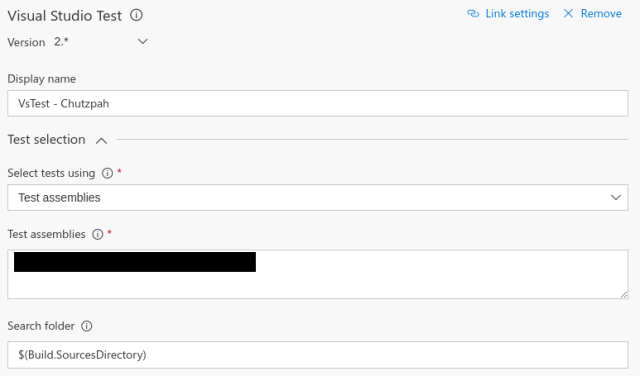 Visual Studio Test
Link settings
Remove
Version 2.*
Display name
VsTest - Chutzpah
Test selection
Select tests using *
Test assemblies
Test assemblies *
Search folder
$(Build.SourcesDirectory)